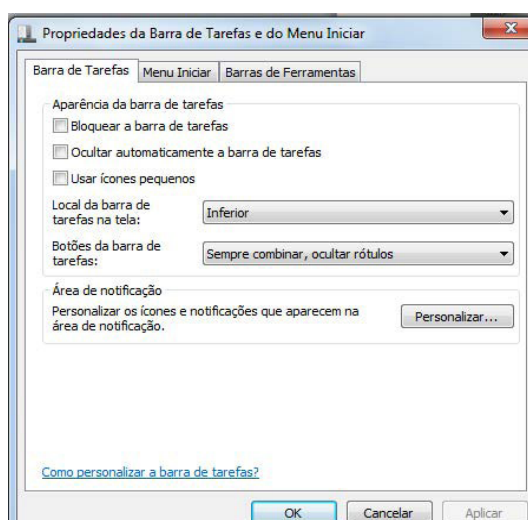 Propriedades da Barra de Tarefas e do Menu Iniciar
Barra de Tarefas Menu Iniciar Barras de Ferramentas
Aparência da barra de tarefas
Bloquear a barra de tarefas
Ocultar automaticamente a barra de tarefas
Usar ícones pequenos
Local da barra de
tarefas na tela:
Inferior
Botões da barra de
tarefas:
Sempre combinar, ocultar rótulos
Área de notificação
Personalizar os ícones e notificações que aparecem na
área de notificação.
Personalizar...
Como personalizar a barra de tarefas?
OK Cancelar Aplicar